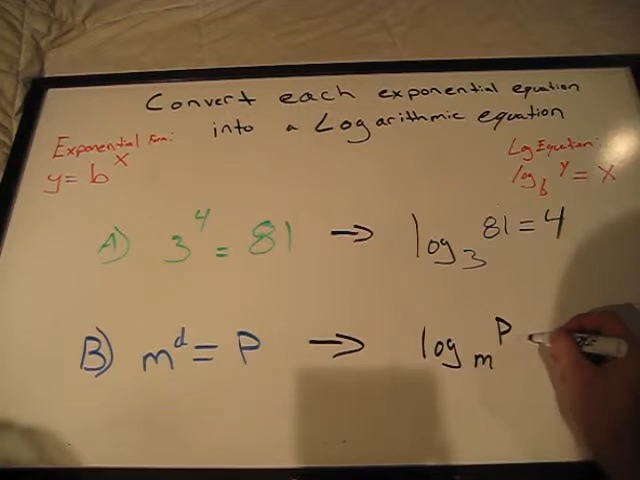 Convert each exponential equation
into a Logarithmic equation
Exponential Form:
y = b^x
Log Equation:
log_b y = x
A) 3^4 = 81 → log_3 81 = 4
B) m^d = P → log_m P